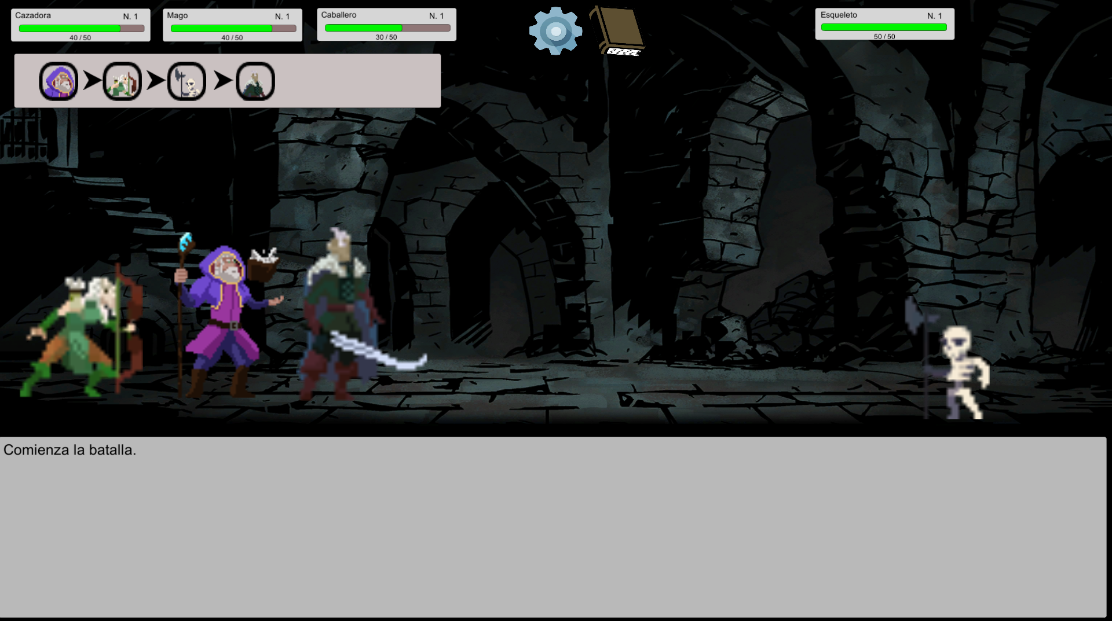 Cazadora N. 1
40 / 50
Mago N. 1
40 / 50
Caballero N. 1
30 / 50
Esqueleto N. 1
50 / 50
Comienza la batalla.